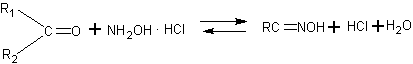 R1
C=O + NH2OH · HCl ⇌ RC=NOH + HCl + H2O
R2